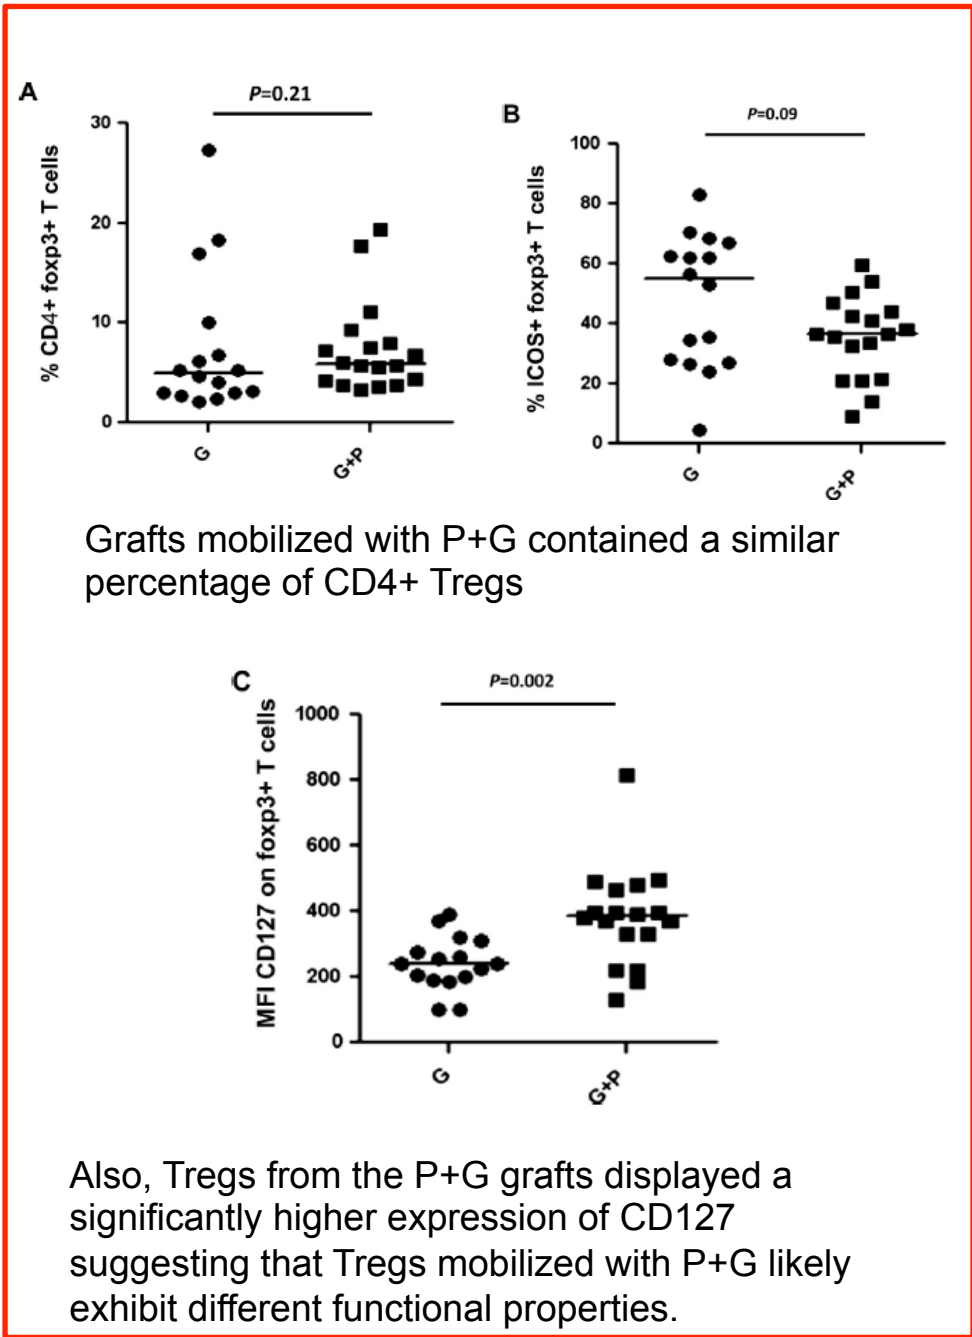 A
P=0.21
% CD4+ foxp3+ T cells
30
20
10
0
G
G+P
B
P=0.09
% ICOS+ foxp3+ T cells
100
80
60
40
20
0
G
G+P
Grafts mobilized with P+G contained a similar
percentage of CD4+ Tregs
C
P=0.002
MFI CD127 on foxp3+ T cells
1000
800
600
400
200
0
G
G+P
Also, Tregs from the P+G grafts displayed a
significantly higher expression of CD127
suggesting that Tregs mobilized with P+G likely
exhibit different functional properties.